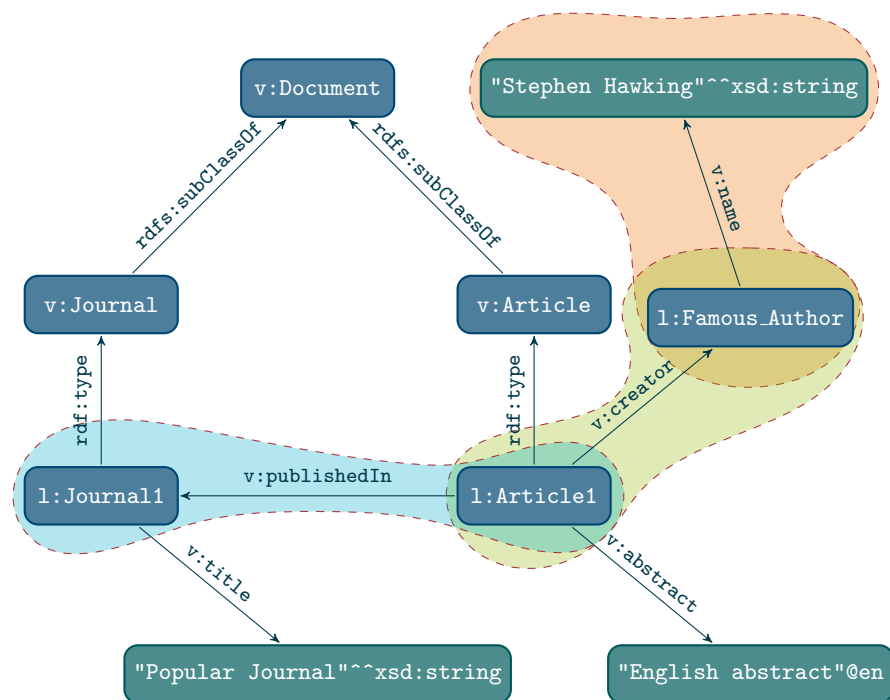 v:Document
"Stephen Hawking"^^xsd:string
rdfs:subClassOf
rdfs:subClassOf
v:name
v:Journal
v:Article
l:Famous_Author
rdf:type
rdf:type
v:creator
l:Journal1
v:publishedIn
l:Article1
v:title
v:abstract
"Popular Journal"^^xsd:string
"English abstract"@en